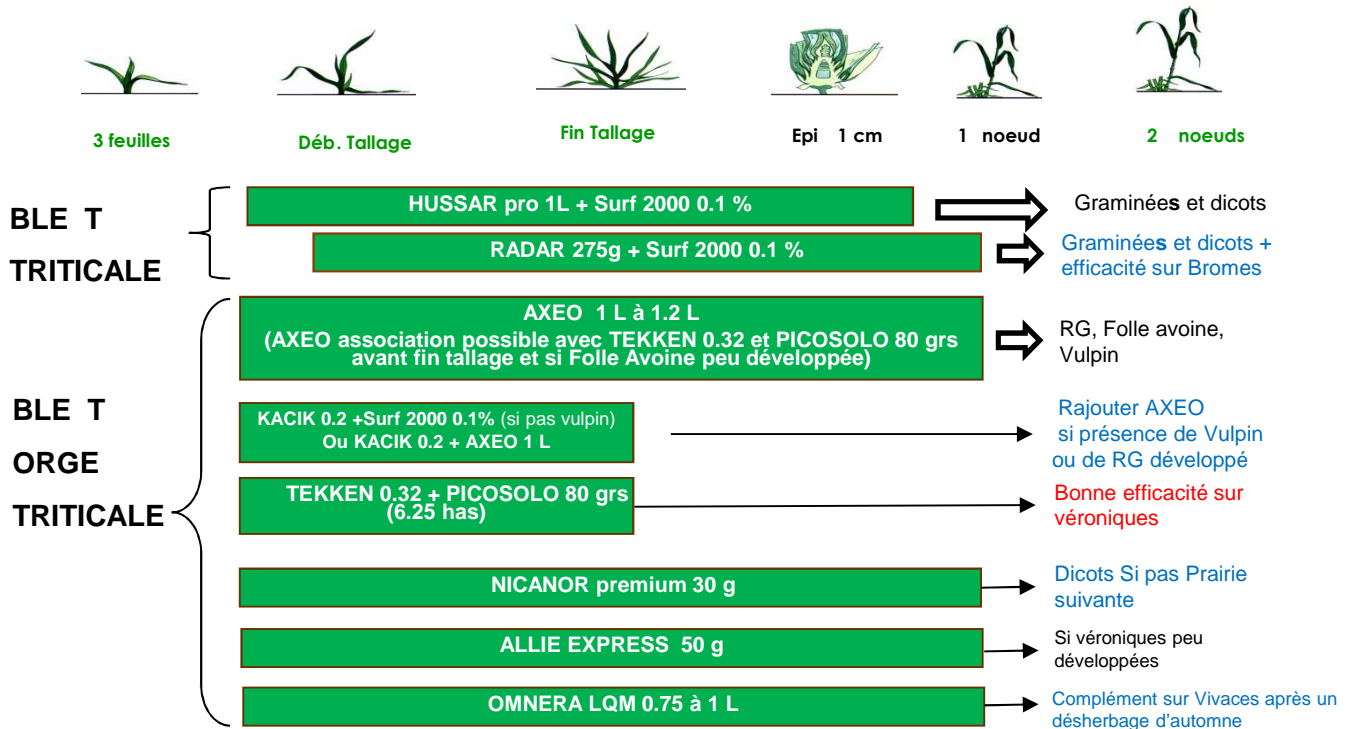 3 feuilles
Déb. Tallage
Fin Tallage
Epi 1 cm
1 noeud
2 noeuds
BLE T
TRITICALE
HUSSAR pro 1L + Surf 2000 0.1 %
Graminées et dicots
RADAR 275g + Surf 2000 0.1 %
Graminées et dicots +
efficacité sur Bromes
BLE T
ORGE
TRITICALE
AXEO 1 L à 1.2 L
(AXEO association possible avec TEKKEN 0.32 et PICOSOLO 80 grs
avant fin tallage et si Folle Avoine peu développée)
RG, Folle avoine,
Vulpin
KACIK 0.2 +Surf 2000 0.1% (si pas vulpin)
Ou KACIK 0.2 + AXEO 1 L
Rajouter AXEO
si présence de Vulpin
ou de RG développé
TEKKEN 0.32 + PICOSOLO 80 grs
(6.25 has)
Bonne efficacité sur
véroniques
NICANOR premium 30 g
Dicots Si pas Prairie
suivante
ALLIE EXPRESS 50 g
Si véroniques peu
développées
OMNERA LQM 0.75 à 1 L
Complément sur Vivaces après un
désherbage d'automne